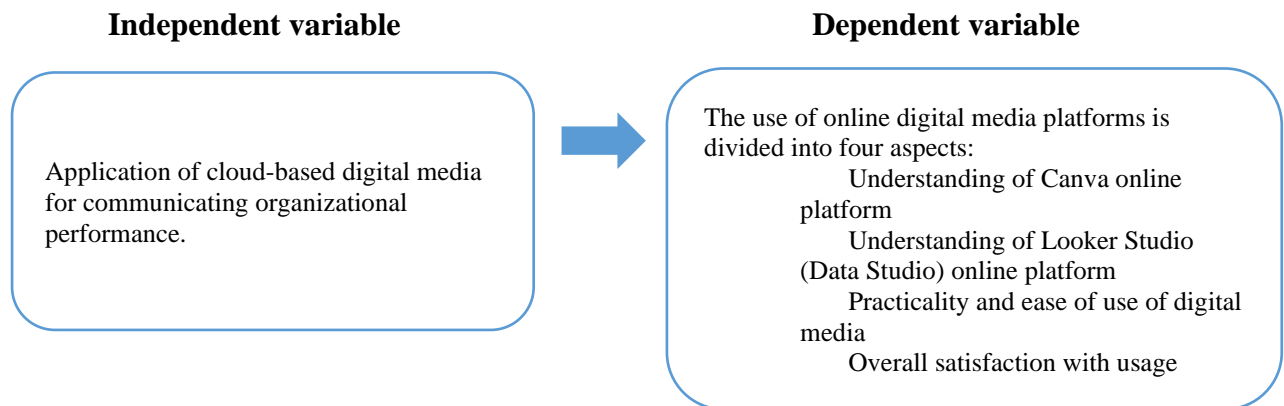 Independent variable
Dependent variable
Application of cloud-based digital media
for communicating organizational
performance.
The use of online digital media platforms is
divided into four aspects:
Understanding of Canva online
platform
Understanding of Looker Studio
(Data Studio) online platform
Practicality and ease of use of digital
media
Overall satisfaction with usage